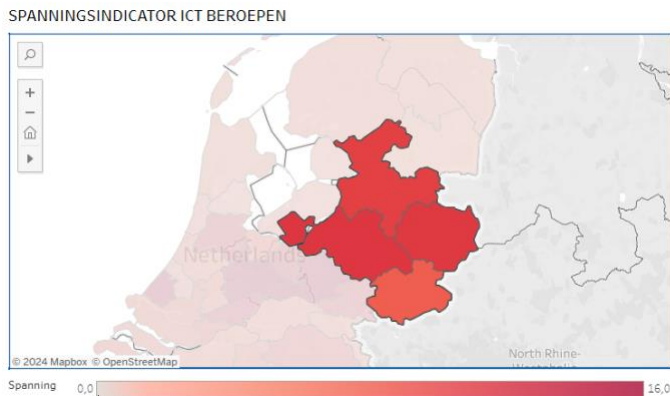 SPANNINGSINDICATOR ICT BEROEPEN
Netherlands
North Rhine-
© 2024 Mapbox © OpenStreetMap
Spanning 0,0 16,0